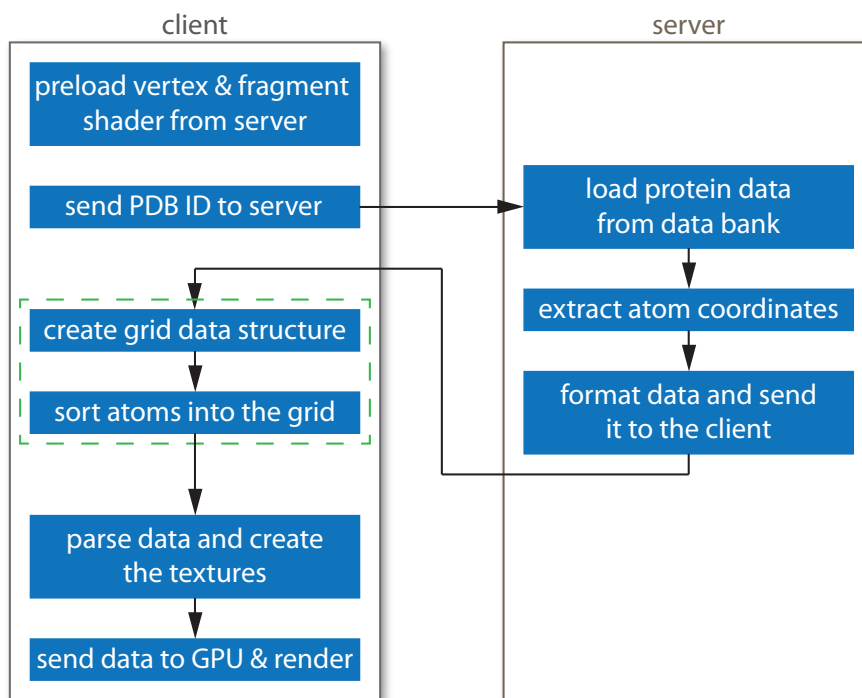 client
preload vertex & fragment
shader from server
send PDB ID to server
create grid data structure
sort atoms into the grid
parse data and create
the textures
send data to GPU & render
server
load protein data
from data bank
extract atom coordinates
format data and send
it to the client